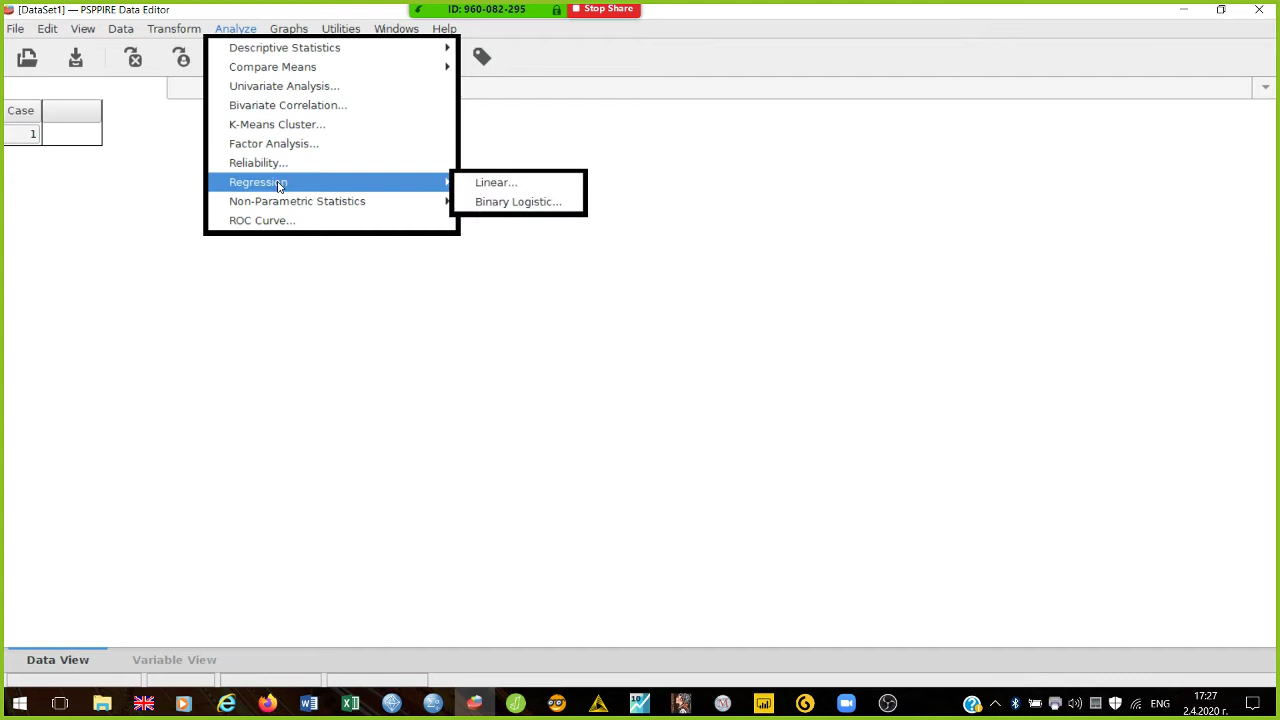 [DataSet1] — PSPPIRE Data Editor
ID: 960-082-295
Stop Share
File Edit View Data Transform Analyze Graphs Utilities Windows Help
Descriptive Statistics
Compare Means
Univariate Analysis...
Bivariate Correlation...
K-Means Cluster...
Factor Analysis...
Reliability...
Regression
Non-Parametric Statistics
ROC Curve...
Linear...
Binary Logistic...
Case
1
Data View Variable View
10
ЕНГ
17:27
2.4.2020 г.